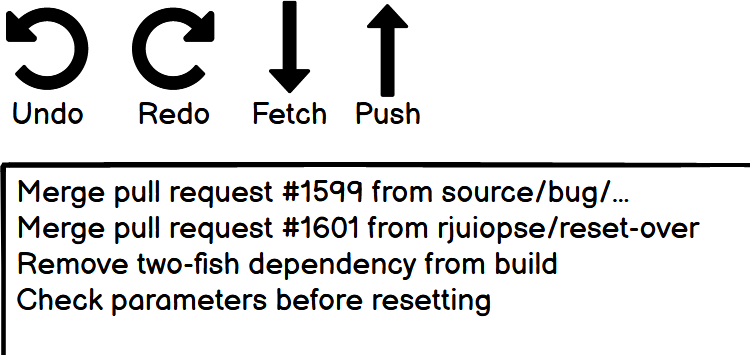 Undo Redo Fetch Push
Merge pull request #1599 from source/bug/...
Merge pull request #1601 from rjuiopse/reset-over
Remove two-fish dependency from build
Check parameters before resetting